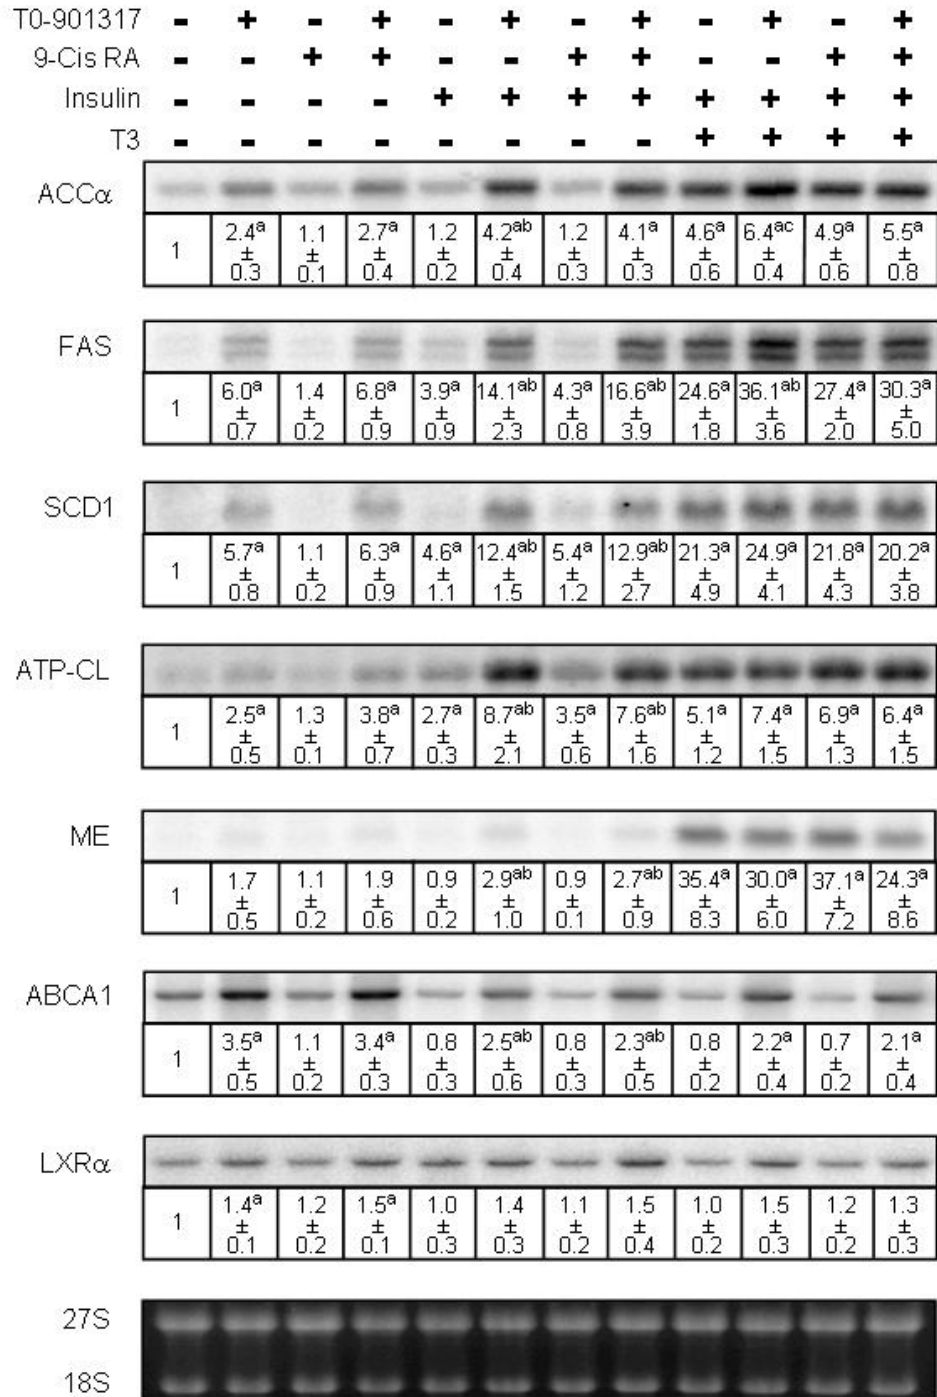 T0-901317 - + - + - + - + - + - +
9-Cis RA - - + + - - + + - - + +
Insulin - - - - + + + + + + + +
T3 - - - - - - - - + + + +
ACCα
1 2.4a 1.1 2.7a 1.2 4.2ab 1.2 4.1a 4.6a 6.4ac 4.9a 5.5a
± ± ± ± ± ± ± ± ± ± ±
0.3 0.1 0.4 0.2 0.4 0.3 0.3 0.6 0.4 0.6 0.8
FAS
1 6.0a 1.4 6.8a 3.9a 14.1ab 4.3a 16.6ab 24.6a 36.1ab 27.4a 30.3a
± ± ± ± ± ± ± ± ± ± ±
0.7 0.2 0.9 0.9 2.3 0.8 3.9 1.8 3.6 2.0 5.0
SCD1
1 5.7a 1.1 6.3a 4.6a 12.4ab 5.4a 12.9ab 21.3a 24.9a 21.8a 20.2a
± ± ± ± ± ± ± ± ± ± ±
0.8 0.2 0.9 1.1 1.5 1.2 2.7 4.9 4.1 4.3 3.8
ATP-CL
1 2.5a 1.3 3.8a 2.7a 8.7ab 3.5a 7.6ab 5.1a 7.4a 6.9a 6.4a
± ± ± ± ± ± ± ± ± ± ±
0.5 0.1 0.7 0.3 2.1 0.6 1.6 1.2 1.5 1.3 1.5
ME
1 1.7 1.1 1.9 0.9 2.9ab 0.9 2.7ab 35.4a 30.0a 37.1a 24.3a
± ± ± ± ± ± ± ± ± ± ±
0.5 0.2 0.6 0.2 1.0 0.1 0.9 8.3 6.0 7.2 8.6
ABCA1
1 3.5a 1.1 3.4a 0.8 2.5ab 0.8 2.3ab 0.8 2.2a 0.7 2.1a
± ± ± ± ± ± ± ± ± ± ±
0.5 0.2 0.3 0.3 0.6 0.3 0.5 0.2 0.4 0.2 0.4
LXRα
1 1.4a 1.2 1.5a 1.0 1.4 1.1 1.5 1.0 1.5 1.2 1.3
± ± ± ± ± ± ± ± ± ± ±
0.1 0.2 0.1 0.3 0.3 0.2 0.4 0.2 0.3 0.2 0.3
27S
18S